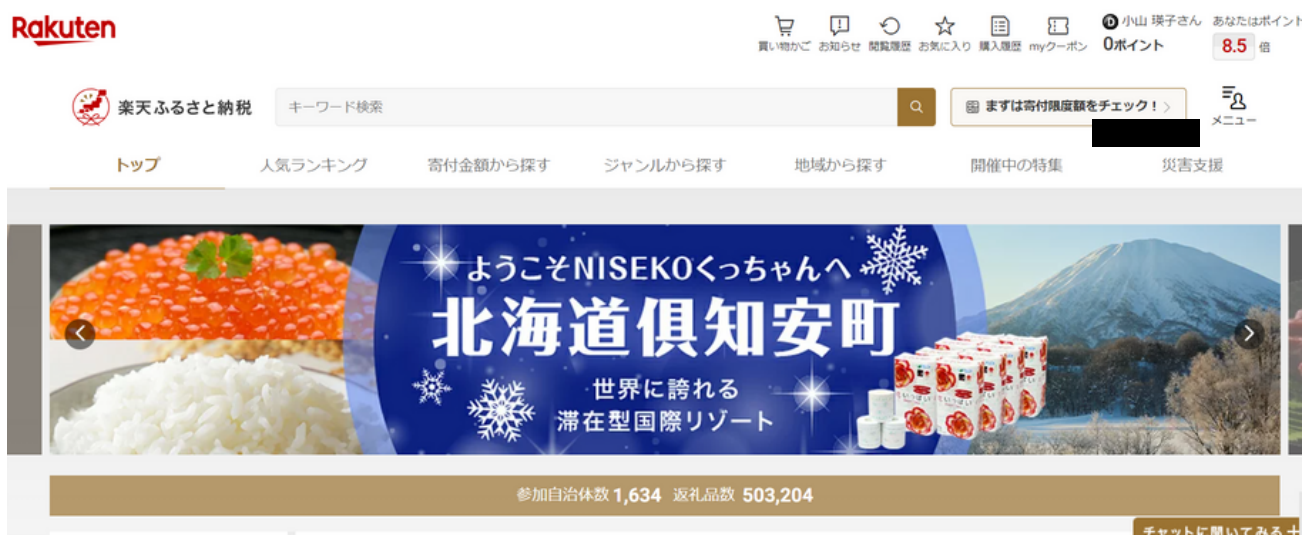 Rakuten
買い物かご お知らせ 閲覧履歴 お気に入り 購入履歴 myクーポン
小山 瑛子さん あなたはポイント
0ポイント 8.5 倍
楽天ふるさと納税
キーワード検索
まずは寄付限度額をチェック！
メニュー
トップ 人気ランキング 寄付金額から探す ジャンルから探す 地域から探す 開催中の特集 災害支援
ようこそNISEKOくっちゃんへ
北海道倶知安町
世界に誇れる
滞在型国際リゾート
参加自治体数 1,634 返礼品数 503,204
チャットに聞いてみる